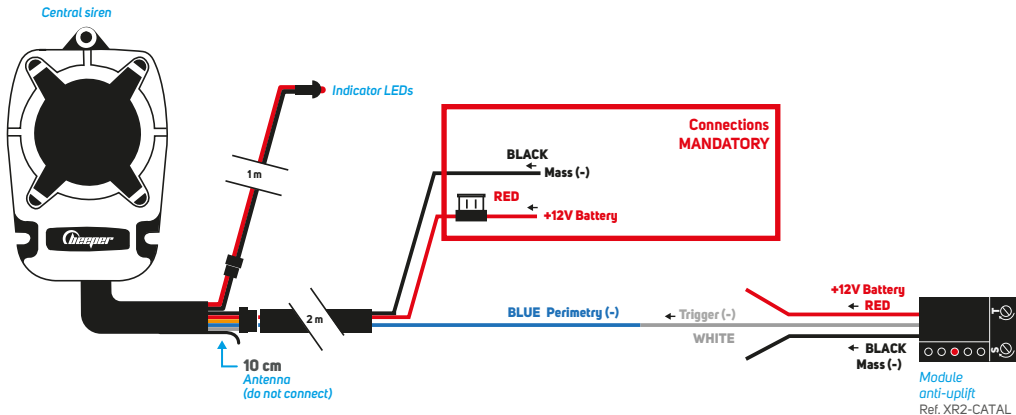 Central siren
beeper
Indicator LEDs
1 m
Connections
MANDATORY
BLACK
Mass (-)
RED
+12V Battery
2 m
BLUE Perimetry (-)
Trigger (-)
WHITE
+12V Battery
RED
BLACK
Mass (-)
T
S
10 cm
Antenna
(do not connect)
Module
anti-uplift
Ref. XR2-CATAL